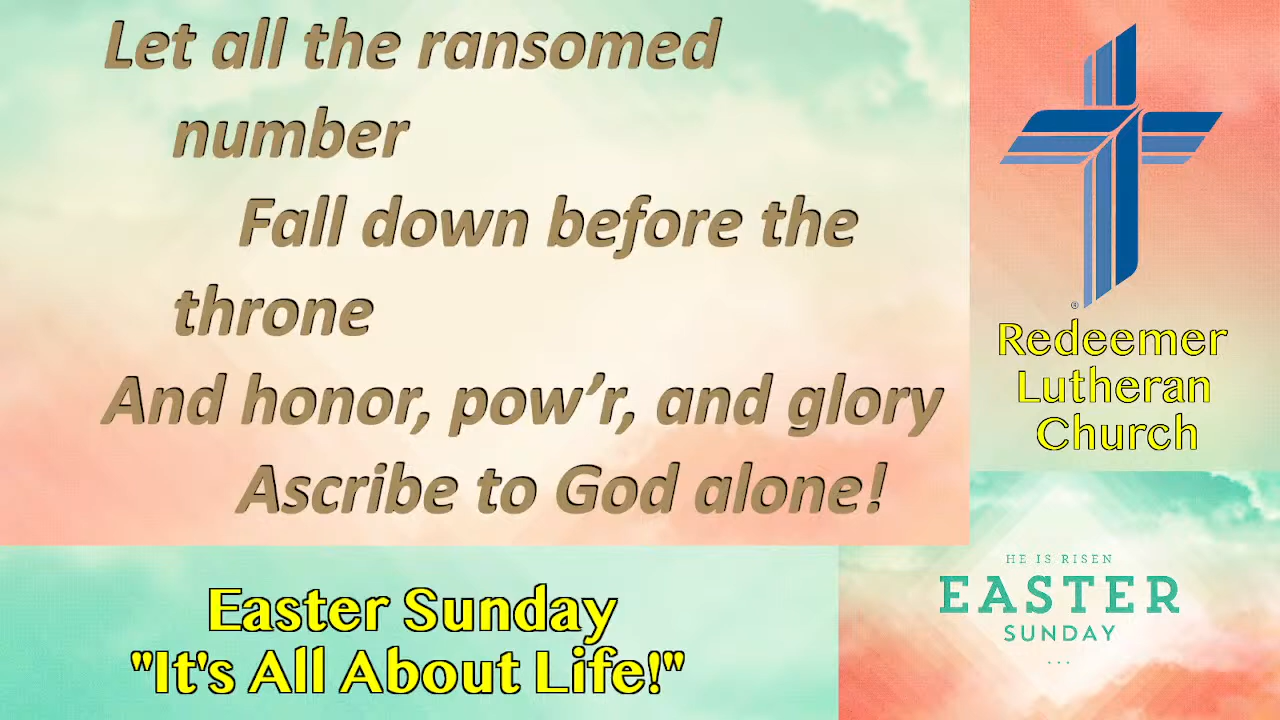 Let all the ransomed
number
Fall down before the
throne
And honor, pow’r, and glory
Ascribe to God alone!
®
Redeemer
Lutheran
Church
Easter Sunday
"It's All About Life!"
HE IS RISEN
EASTER
SUNDAY
...